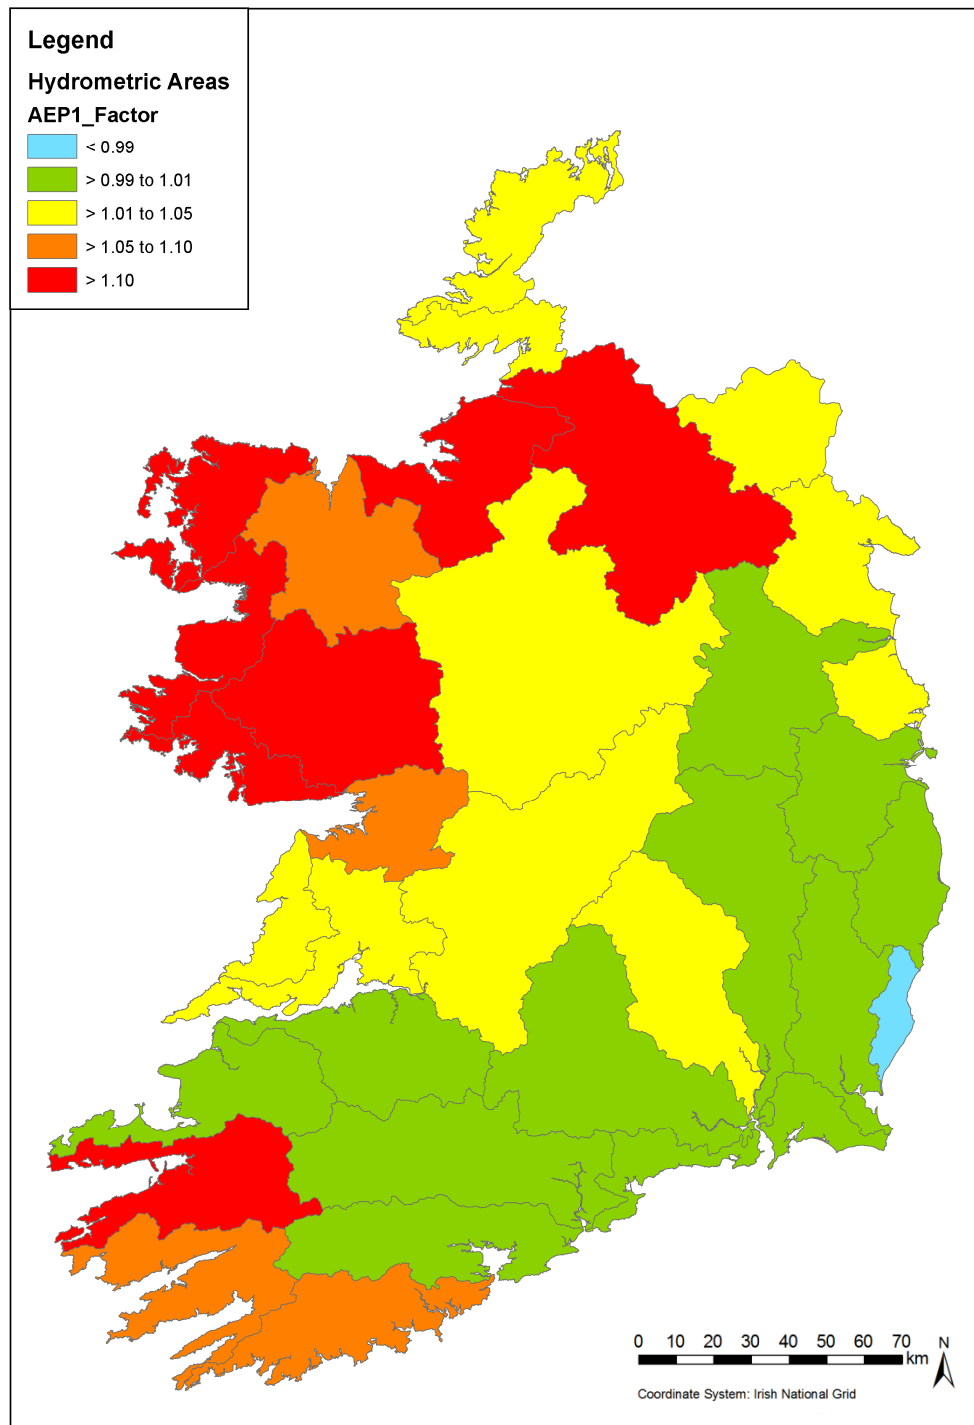 Legend
Hydrometric Areas
AEP1_Factor
< 0.99
> 0.99 to 1.01
> 1.01 to 1.05
> 1.05 to 1.10
> 1.10
0 10 20 30 40 50 60 70 km
N
Coordinate System: Irish National Grid